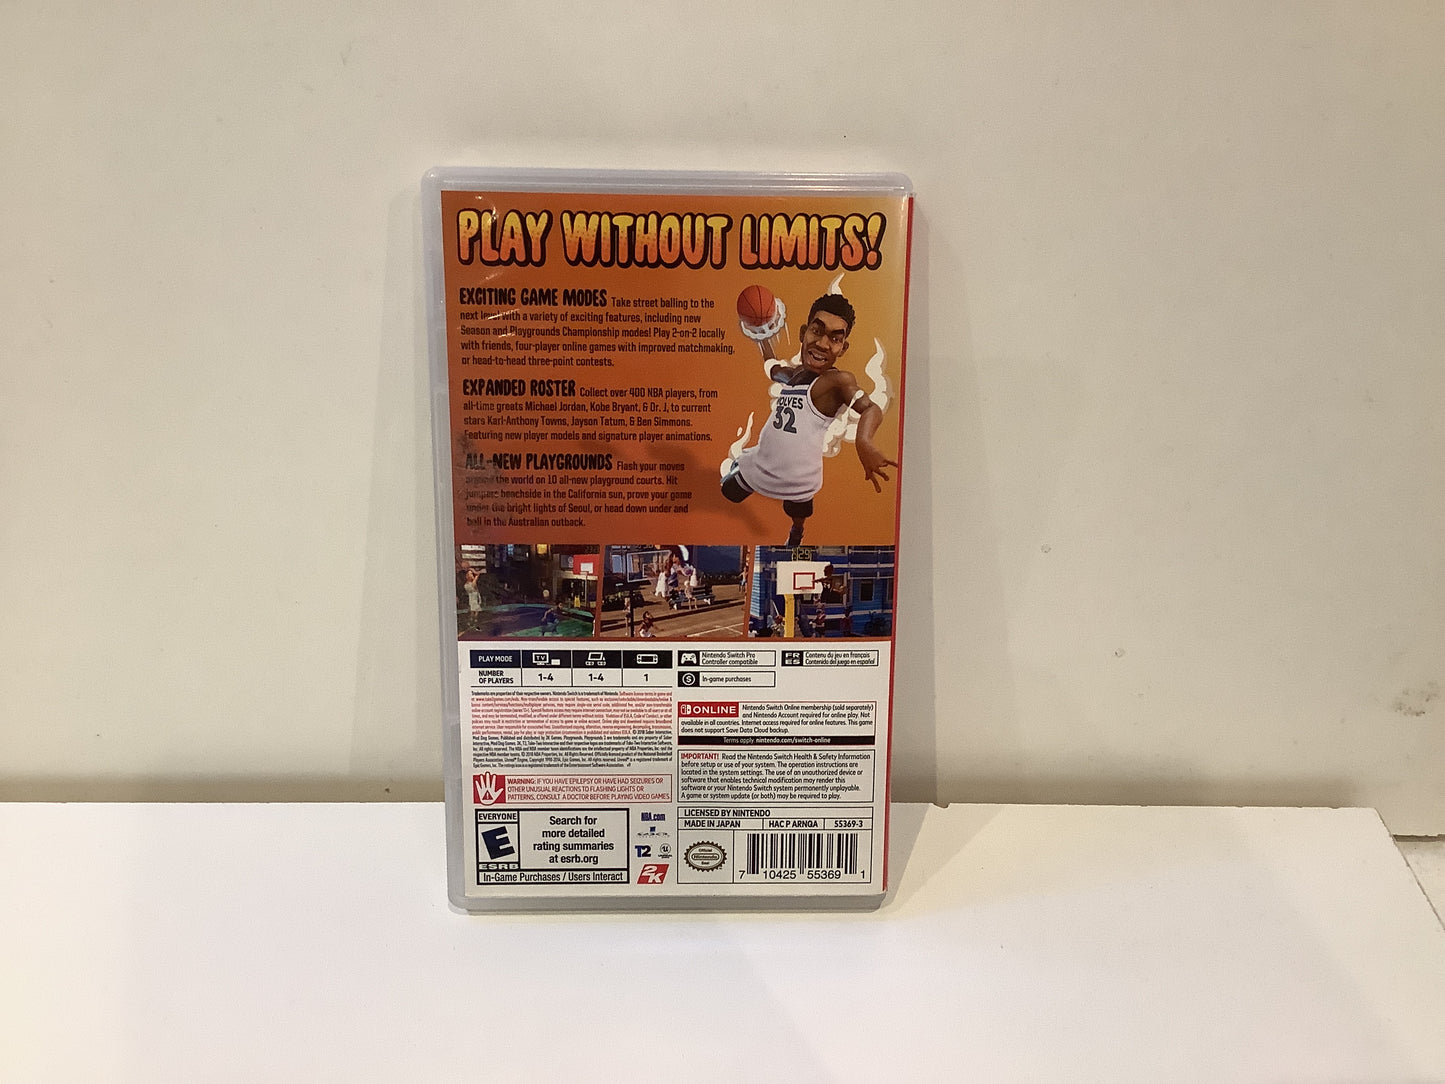 PLAY WITHOUT LIMITS!
EXCITING GAME MODES Take street balling to the
next level with a variety of exciting features, including new
Season and Playgrounds Championship modes! Play 2-on-2 locally
with friends, four-player online games with improved matchmaking,
or head-to-head three-point contests.
EXPANDED ROSTER Collect over 400 NBA players, from
all-time greats Michael Jordan, Kobe Bryant, & Dr. J, to current
stars Karl-Anthony Towns, Jayson Tatum, & Ben Simmons.
Featuring new player models and signature player animations.
ALL-NEW PLAYGROUNDS Flash your moves
around the world on 10 all-new playground courts. Hit
jumpers beachside in the California sun, prove your game
under the bright lights of Seoul, or head down under and
ball in the Australian outback.
WOLVES
32
PLAY MODE
TV
NUMBER
OF PLAYERS
1-4
1-4
1
Nintendo Switch Pro
Controller compatible
FR
ES
Contenu du jeu en français
Contenido del juego en español
In-game purchases
ONLINE
Nintendo Switch Online membership (sold separately)
and Nintendo Account required for online play. Not
available in all countries. Internet access required for online features. This game
does not support Save Data Cloud backup.
Terms apply. nintendo.com/switch-online
IMPORTANT! Read the Nintendo Switch Health & Safety Information
before setup or use of your system. The operation instructions are
located in the system settings. The use of an unauthorized device or
software that enables technical modification may render this
software or your Nintendo Switch system permanently unplayable.
A game or system update (or both) may be required to play.
WARNING: IF YOU HAVE EPILEPSY OR HAVE HAD SEIZURES OR
OTHER UNUSUAL REACTIONS TO FLASHING LIGHTS OR
PATTERNS, CONSULT A DOCTOR BEFORE PLAYING VIDEO GAMES.
EVERYONE
E
ESRB
Search for
more detailed
rating summaries
at esrb.org
In-Game Purchases / Users Interact
NBA.com
T2
2K
LICENSED BY NINTENDO
MADE IN JAPAN
HAC P ARNQA
55369-3
Official
Nintendo
Seal
7 10425 55369 1